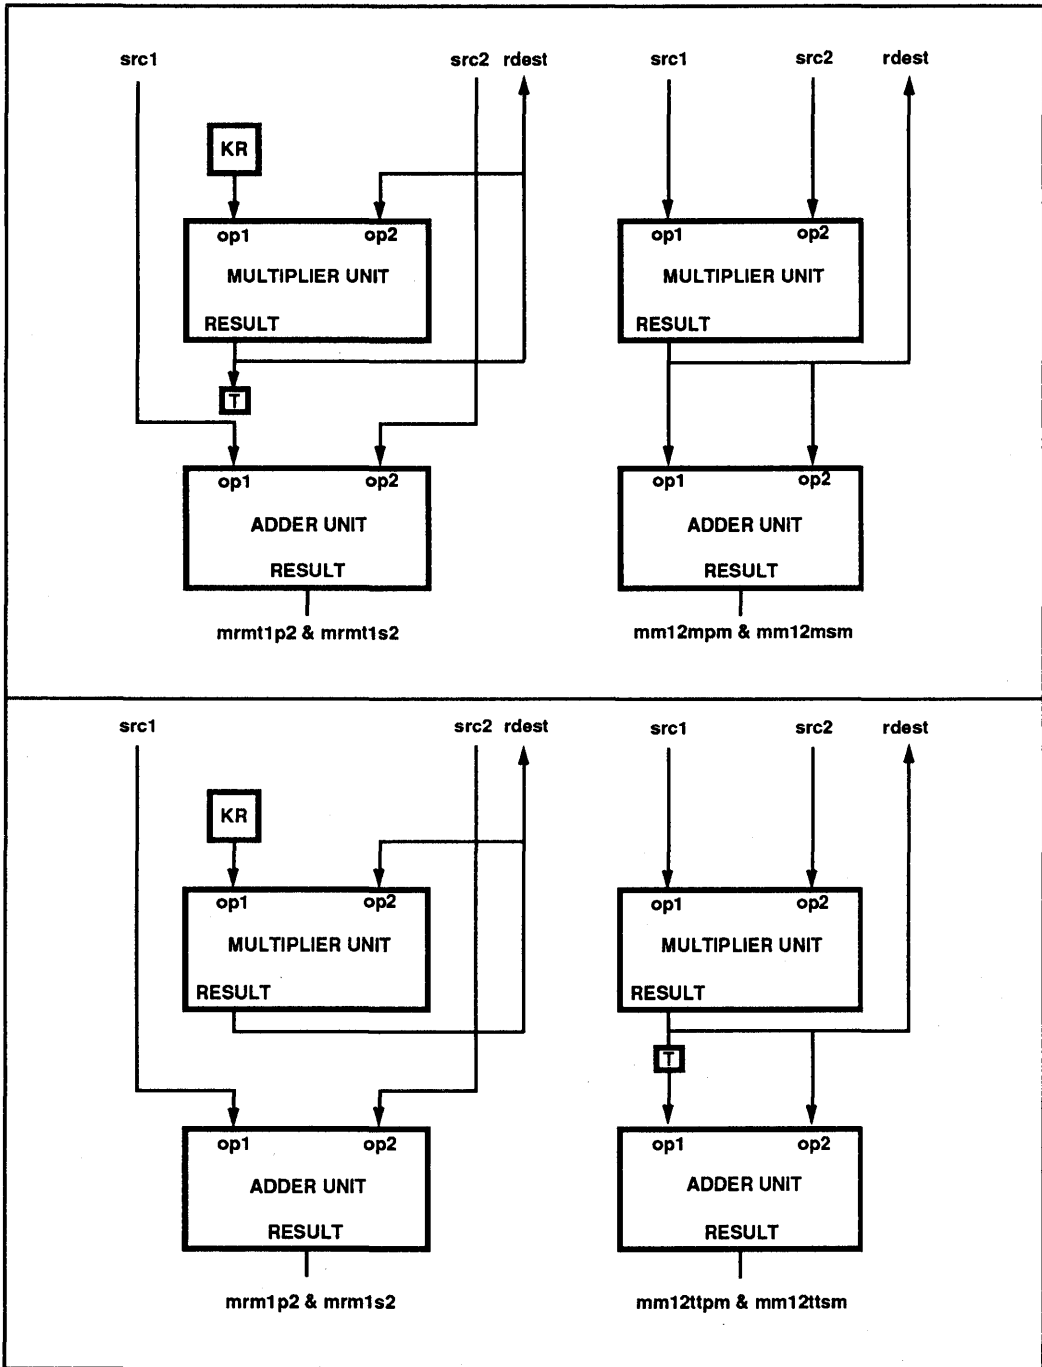 src1 src2 rdest src1 src2 rdest
KR
op1 op2 op1 op2
MULTIPLIER UNIT MULTIPLIER UNIT
RESULT RESULT
T
op1 op2 op1 op2
ADDER UNIT ADDER UNIT
RESULT RESULT
mrmt1p2 & mrmt1s2 mm12mpm & mm12msm
src1 src2 rdest src1 src2 rdest
KR
op1 op2 op1 op2
MULTIPLIER UNIT MULTIPLIER UNIT
RESULT RESULT
T
op1 op2 op1 op2
ADDER UNIT ADDER UNIT
RESULT RESULT
mrm1p2 & mrm1s2 mm12ttpm & mm12ttsm